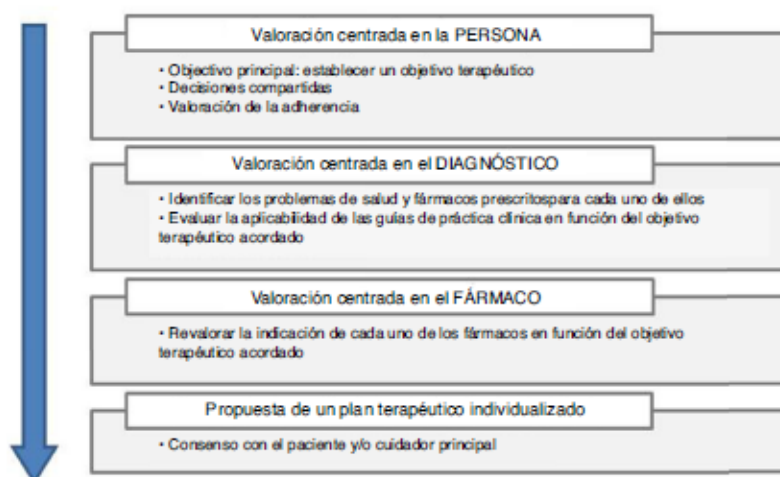 Valoración centrada en la PERSONA
• Objectivo principal: establecer un objetivo terapéutico
• Decisiones compartidas
• Valoración de la adherencia
Valoración centrada en el DIAGNÓSTICO
• Identificar los problemas de salud y fármacos prescritospara cada uno de ellos
• Evaluar la aplicabilidad de las guías de práctica clínica en función del objetivo
terapéutico acordado
Valoración centrada en el FÁRMACO
• Revalorar la indicación de cada uno de los fármacos en función del objetivo
terapéutico acordado
Propuesta de un plan terapéutico individualizado
• Consenso con el paciente y/o cuidador principal